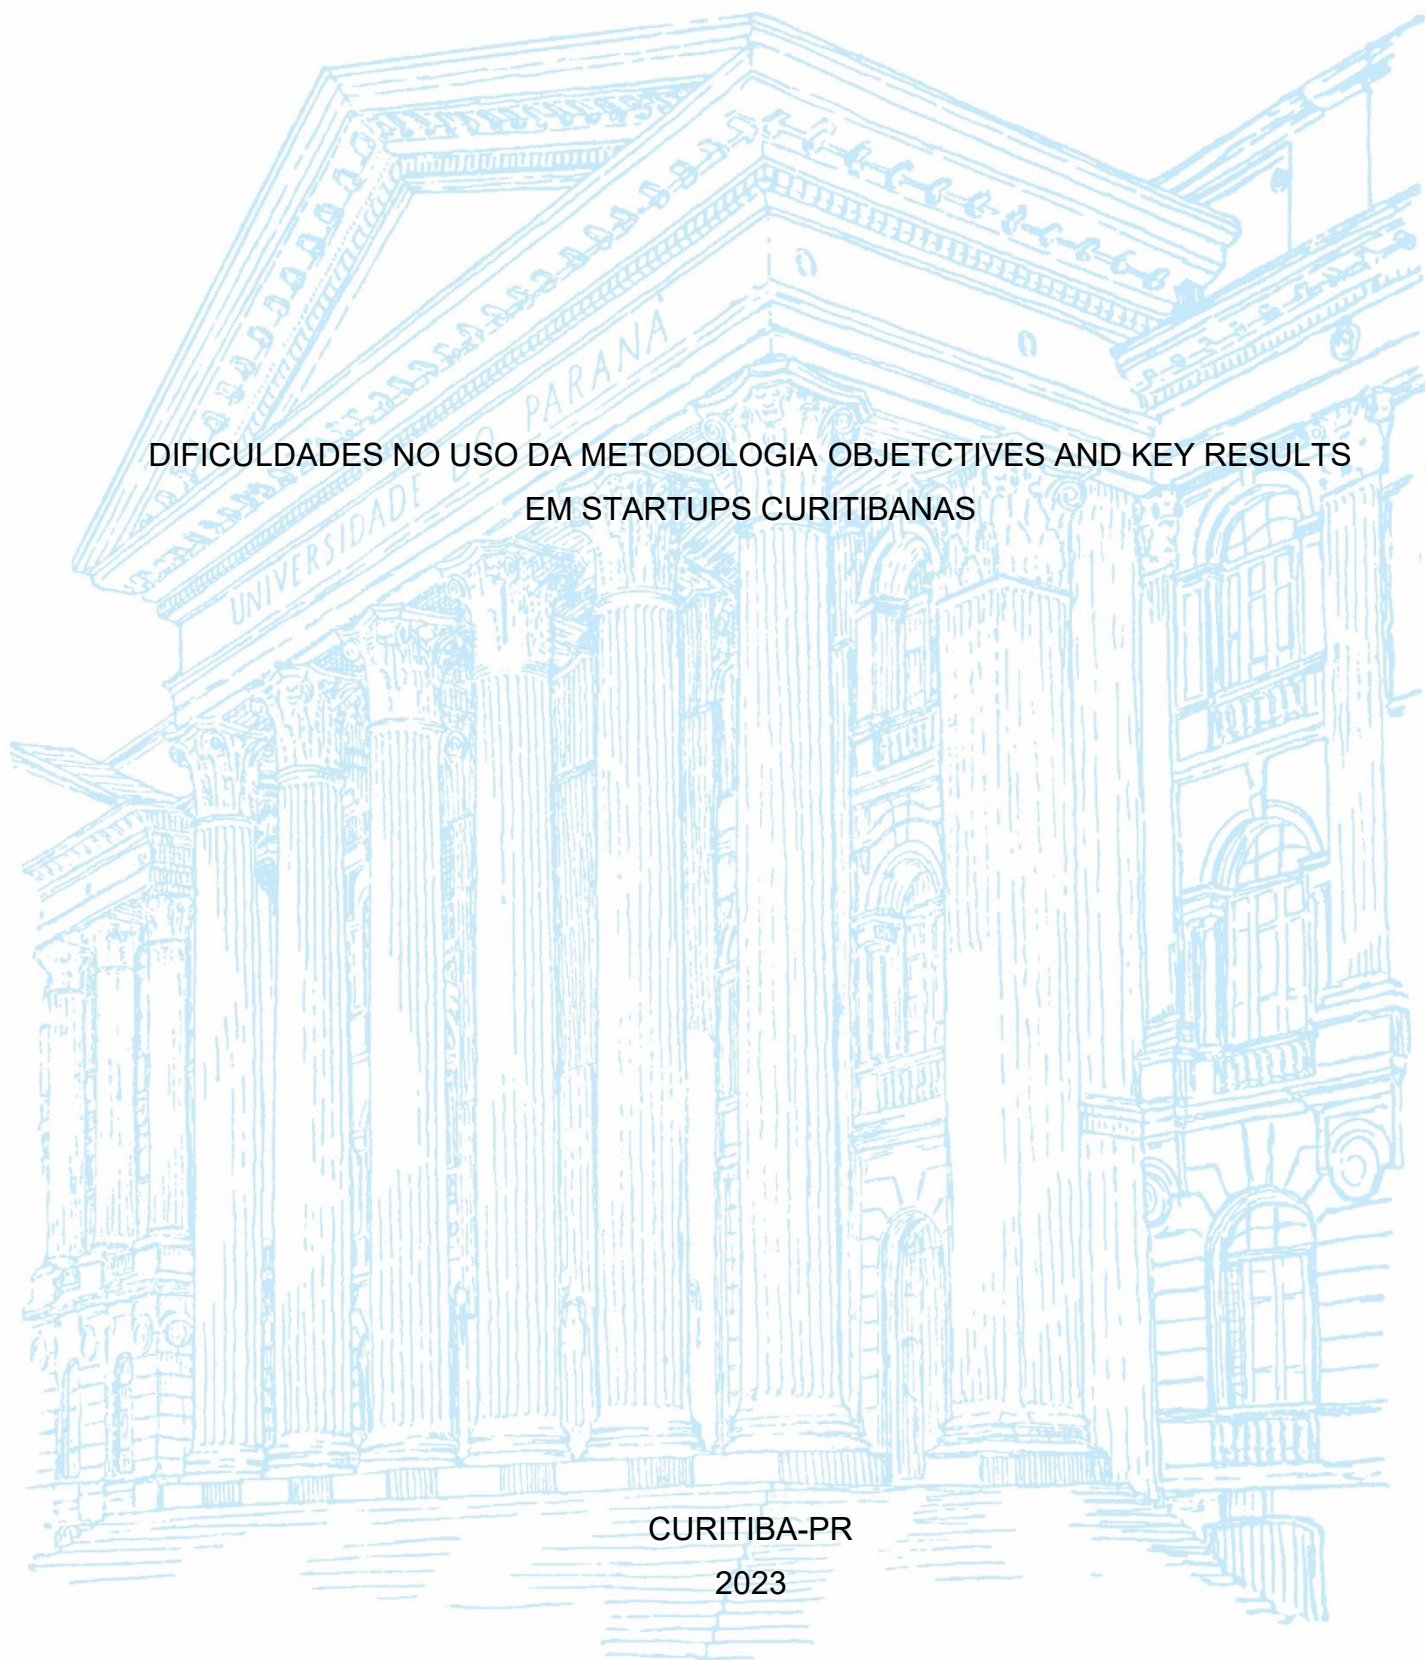 UNIVERSIDADE DO PARANÁ
DIFICULDADES NO USO DA METODOLOGIA OBJETCTIVES AND KEY RESULTS
EM STARTUPS CURITIBANAS
CURITIBA-PR
2023